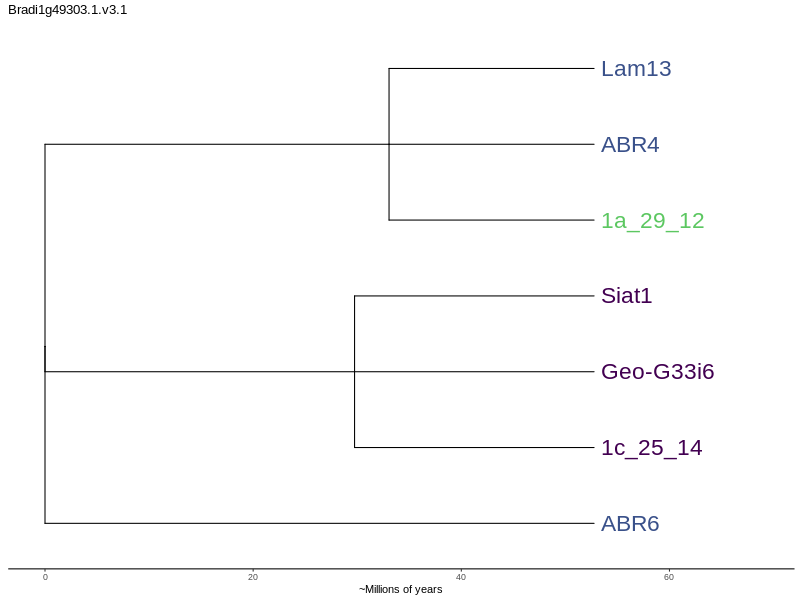 Bradi1g49303.1.v3.1
Lam13
ABR4
1a_29_12
Siat1
Geo-G33i6
1c_25_14
ABR6
0 20 40 60
~Millions of years